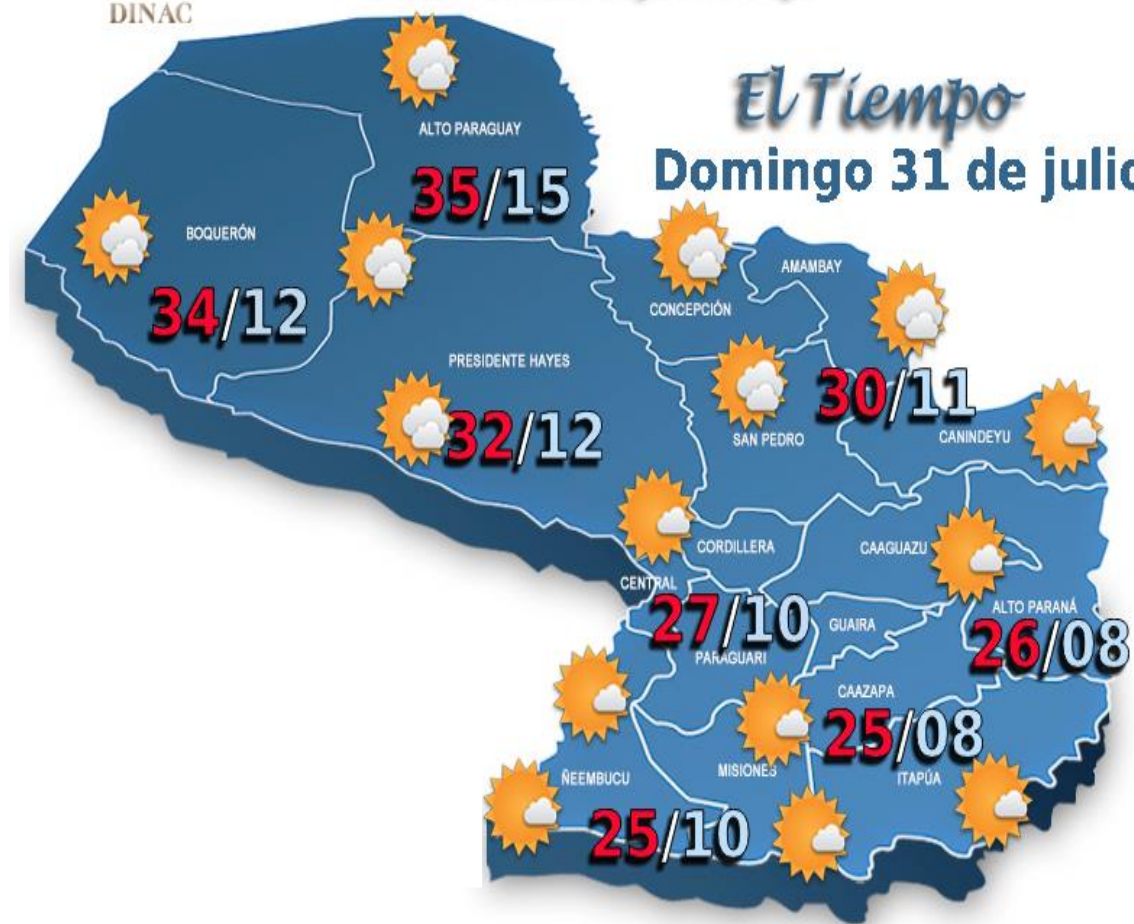 DINAC
El Tiempo
Domingo 31 de julio
ALTO PARAGUAY
35/15
BOQUERÓN
34/12
AMAMBAY
CONCEPCIÓN
PRESIDENTE HAYES
30/11
32/12
SAN PEDRO
CANINDEYU
CORDILLERA
CAAGUAZU
CENTRAL
ALTO PARANÁ
27/10
GUAIRA
26/08
PARAGUARI
CAAZAPA
25/08
ÑEEMBUCU
MISIONES
ITAPÚA
25/10